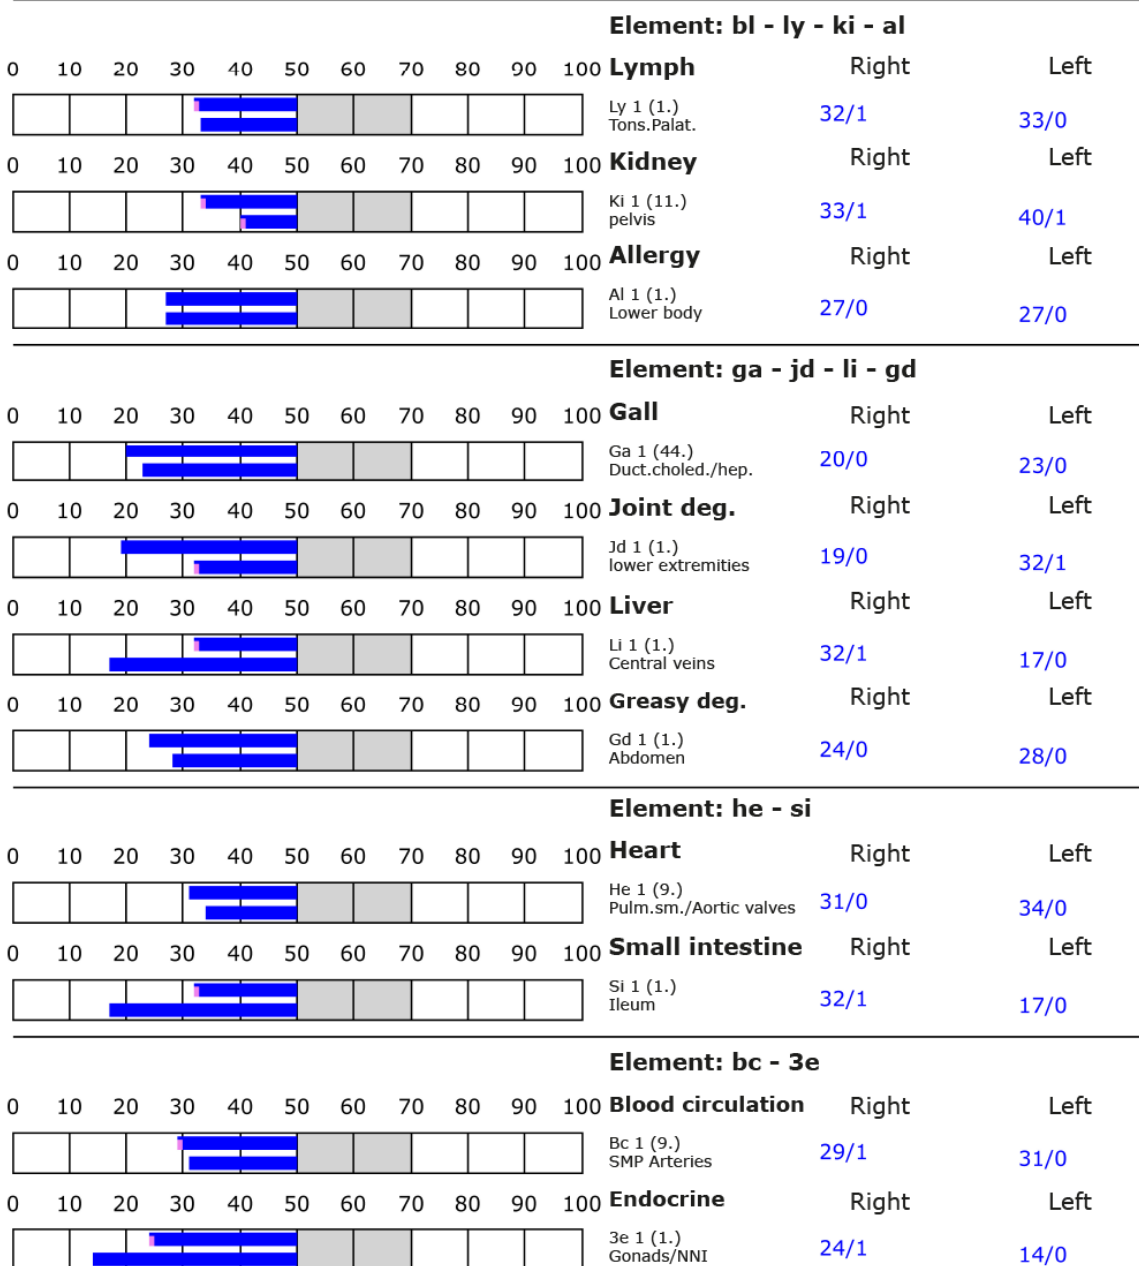 Element: bl - ly - ki - al
0 10 20 30 40 50 60 70 80 90 100 Lymph Right Left
Ly 1 (1.) 32/1 33/0
Tons.Palat.
0 10 20 30 40 50 60 70 80 90 100 Kidney Right Left
Ki 1 (11.) 33/1 40/1
pelvis
0 10 20 30 40 50 60 70 80 90 100 Allergy Right Left
Al 1 (1.) 27/0 27/0
Lower body
Element: ga - jd - li - gd
0 10 20 30 40 50 60 70 80 90 100 Gall Right Left
Ga 1 (44.) 20/0 23/0
Duct.choled./hep.
0 10 20 30 40 50 60 70 80 90 100 Joint deg. Right Left
Jd 1 (1.) 19/0 32/1
lower extremities
0 10 20 30 40 50 60 70 80 90 100 Liver Right Left
Li 1 (1.) 32/1 17/0
Central veins
0 10 20 30 40 50 60 70 80 90 100 Greasy deg. Right Left
Gd 1 (1.) 24/0 28/0
Abdomen
Element: he - si
0 10 20 30 40 50 60 70 80 90 100 Heart Right Left
He 1 (9.) 31/0 34/0
Pulm.sm./Aortic valves
0 10 20 30 40 50 60 70 80 90 100 Small intestine Right Left
Si 1 (1.) 32/1 17/0
Ileum
Element: bc - 3e
0 10 20 30 40 50 60 70 80 90 100 Blood circulation Right Left
Bc 1 (9.) 29/1 31/0
SMP Arteries
0 10 20 30 40 50 60 70 80 90 100 Endocrine Right Left
3e 1 (1.) 24/1 14/0
Gonads/NNI